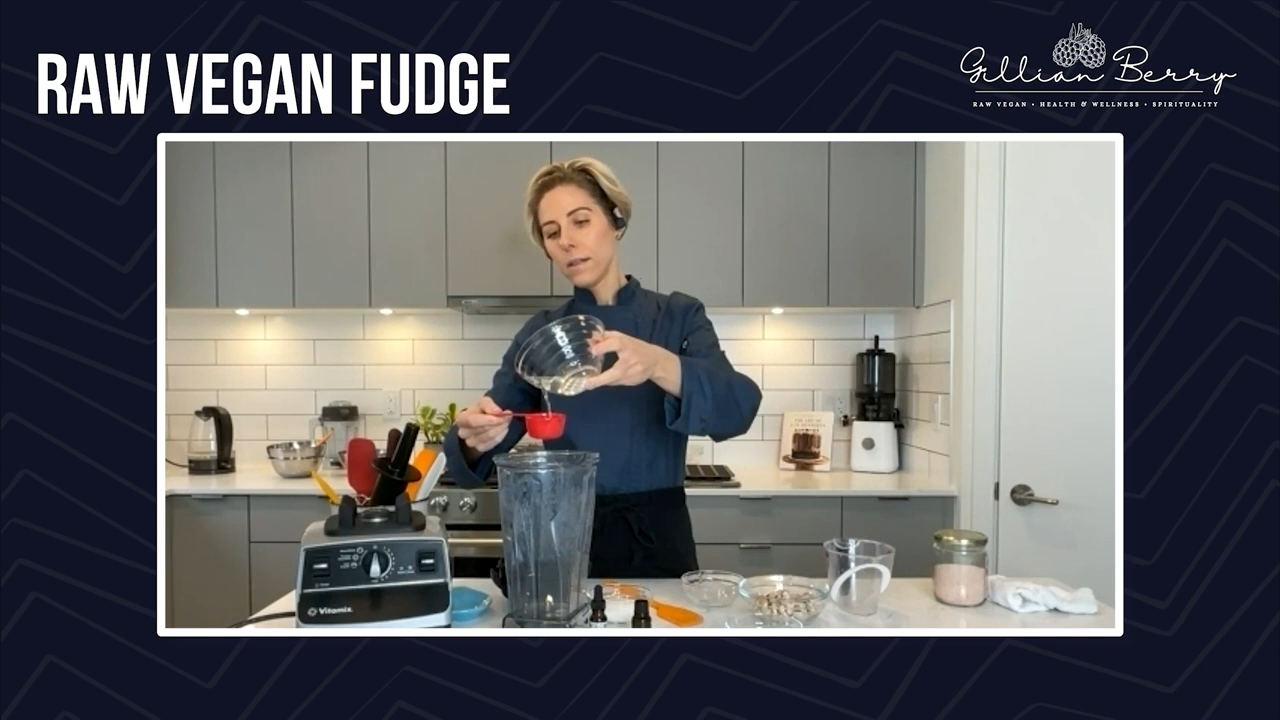 RAW VEGAN FUDGE
Gillian Berry
RAW VEGAN • HEALTH & WELLNESS • SPIRITUALITY
Vitamix